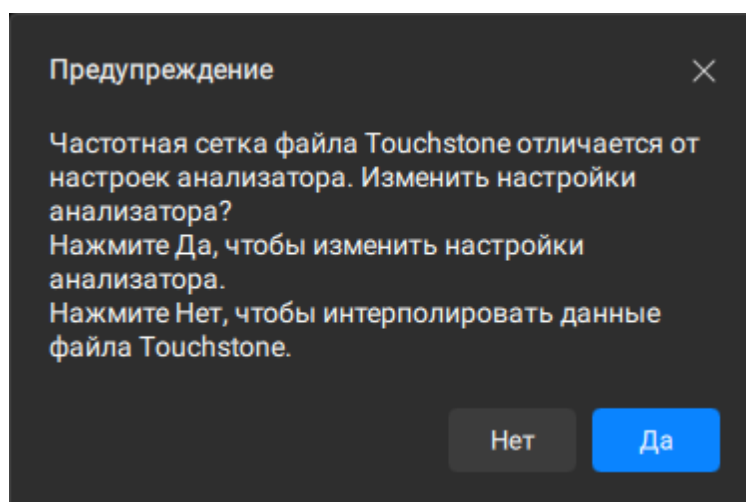 Предупреждение
Частотная сетка файла Touchstone отличается от
настроек анализатора. Изменить настройки
анализатора?
Нажмите Да, чтобы изменить настройки
анализатора.
Нажмите Нет, чтобы интерполировать данные
файла Touchstone.
Нет Да